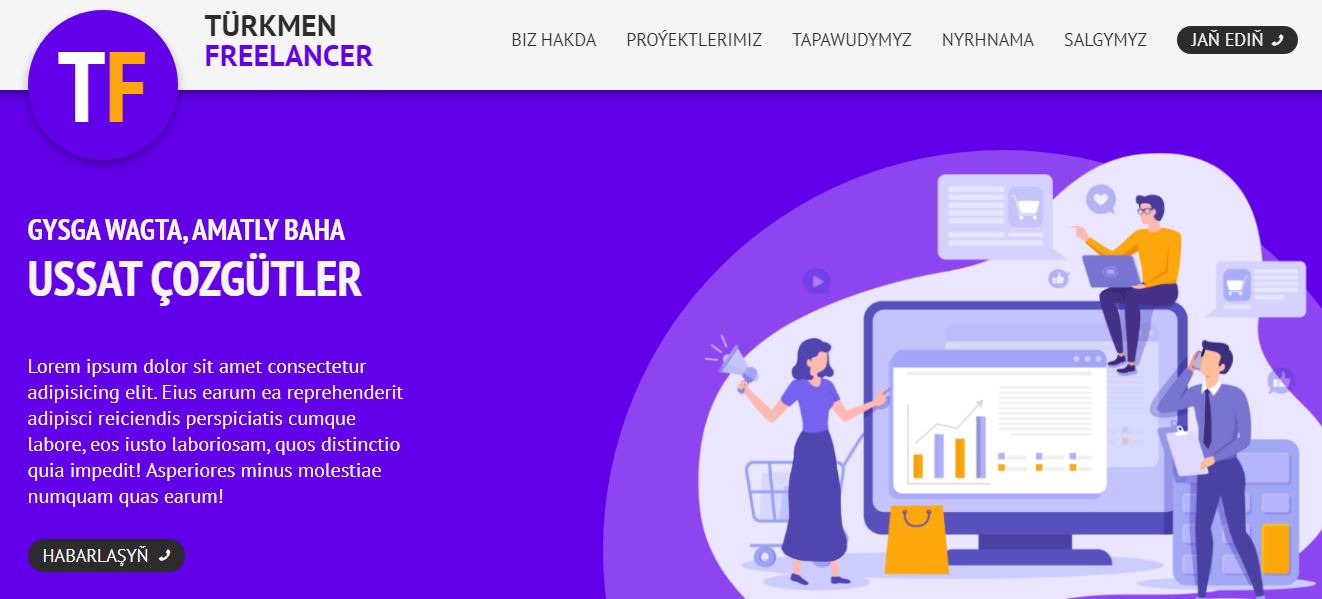 TF
TÜRKMEN
FREELANCER
BIZ HAKDA PROÝEKTLERIMIZ TAPAWUDYMYZ NYRHNAMA SALGYMYZ JAŇ EDIŇ
GYSGA WAGTA, AMATLY BAHA
USSAT ÇOZGÜTLER
Lorem ipsum dolor sit amet consectetur
adipisicing elit. Eius earum ea reprehenderit
adipisci reiciendis perspiciatis cumque
labore, eos iusto laboriosam, quos distinctio
quia impedit! Asperiores minus molestiae
numquam quas earum!
HABARLAŞYŇ